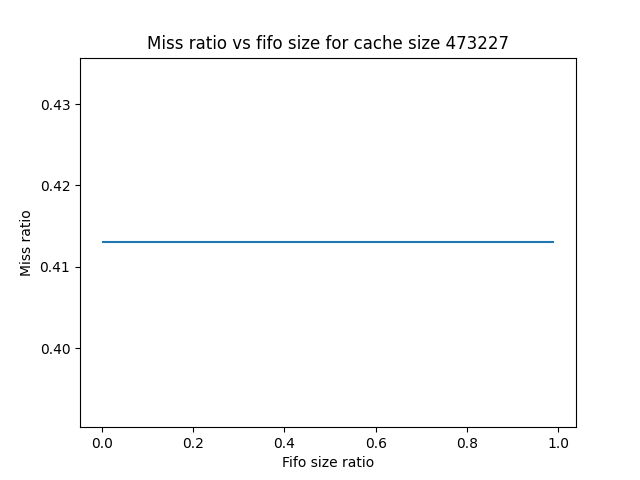 Miss ratio vs fifo size for cache size 473227
Miss ratio
0.43
0.42
0.41
0.40
0.0 0.2 0.4 0.6 0.8 1.0
Fifo size ratio